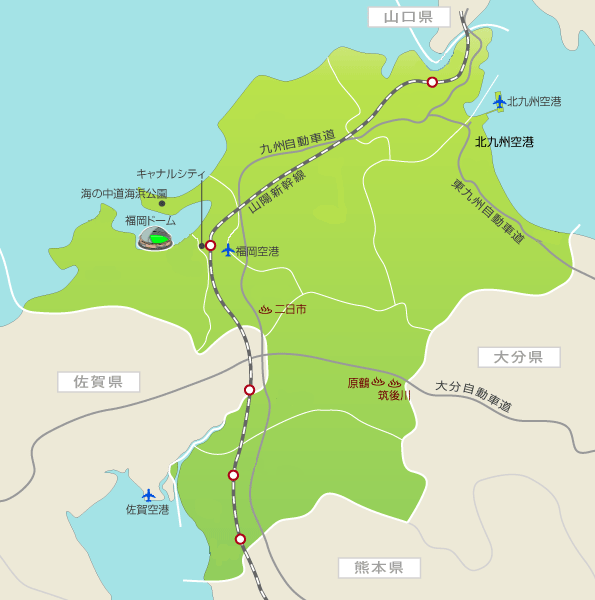 山口県
北九州空港
九州自動車道
北九州空港
キャナルシティ
山陽新幹線
海の中道海浜公園
東九州自動車道
福岡ドーム
福岡空港
二日市
大分県
佐賀県
原鶴
大分自動車道
筑後川
佐賀空港
熊本県